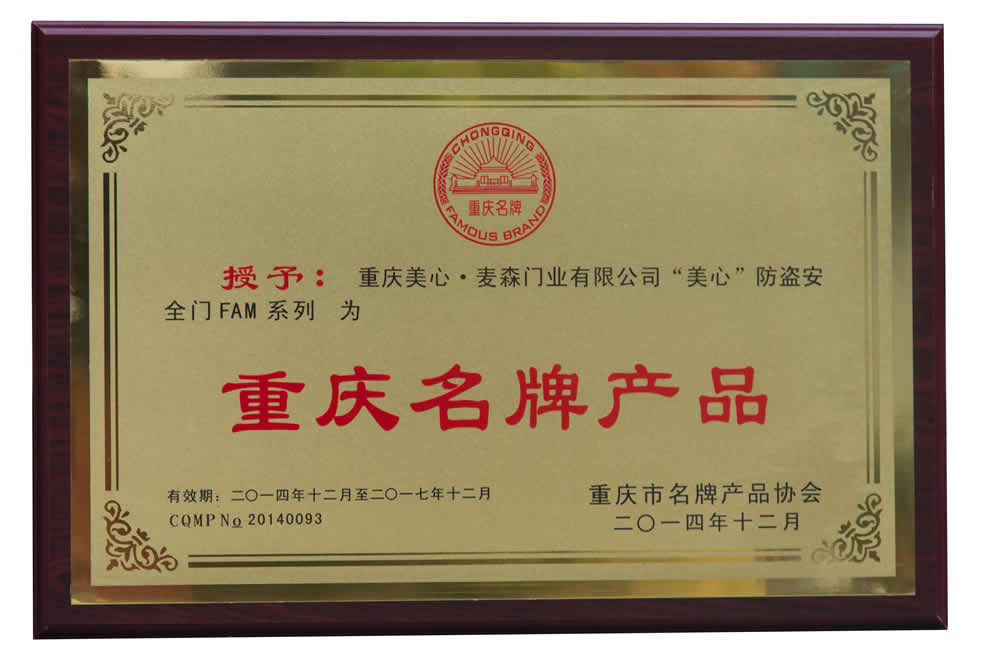 CHONGQING
重庆名牌
FAMOUS BRAND
授予：重庆美心·麦森门业有限公司“美心”防盗安
全门FAM 系列 为
重庆名牌产品
有效期：二〇一四年十二月至二〇一七年十二月
CQMP No 20140093
重庆市名牌产品协会
二〇一四年十二月